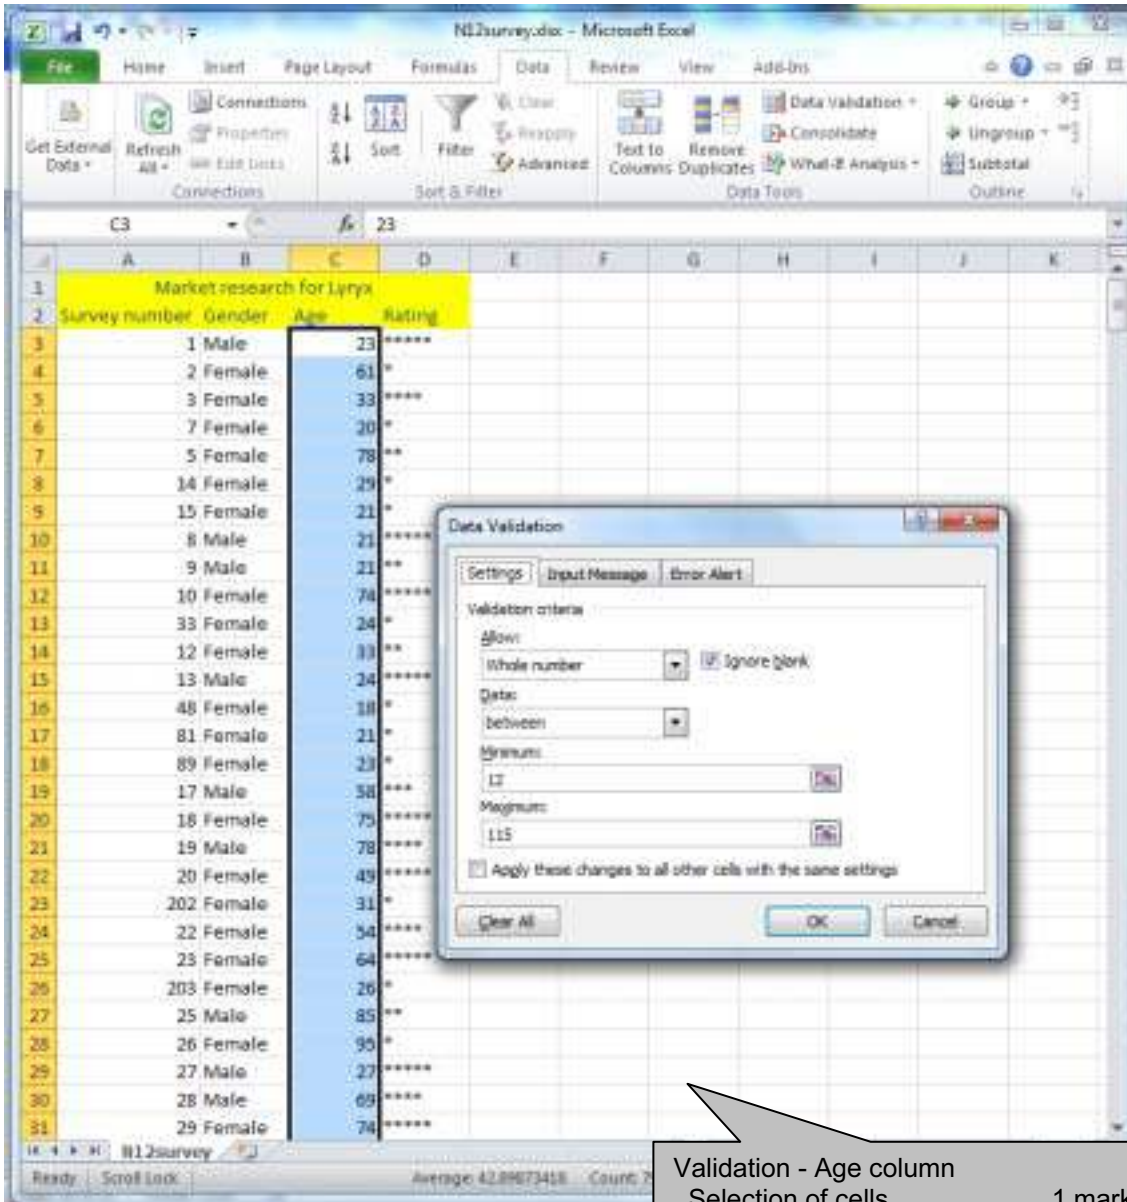 N12survey.xlsx - Microsoft Excel
File Home Insert Page Layout Formulas Data Review View Add-Ins
Get External Data Refresh All Connections Properties Edit Links Sort Filter Clear Reapply Advanced Text to Columns Remove Duplicates Data Validation Consolidate What-If Analysis Group Ungroup Subtotal
Connections Sort & Filter Data Tools Outline
C3 fx 23
A B C D E F G H I J K
1 Market research for Lyryx
2 Survey number Gender Age Rating
3 1 Male 23 *****
4 2 Female 61 *
5 3 Female 33 ****
6 7 Female 20 *
7 5 Female 78 **
8 14 Female 29 *
9 15 Female 21 *
10 8 Male 21 *****
11 9 Male 21 **
12 10 Female 74 *****
13 33 Female 24 *
14 12 Female 33 **
15 13 Male 24 *****
16 48 Female 18 *
17 81 Female 21 *
18 89 Female 23 *
19 17 Male 58 ***
20 18 Female 75 *****
21 19 Male 78 ****
22 20 Female 49 *****
23 202 Female 31 *
24 22 Female 54 ****
25 23 Female 64 *****
26 203 Female 26 *
27 25 Male 85 **
28 26 Female 95 *
29 27 Male 27 *****
30 28 Male 69 ****
31 29 Female 74 *****
Data Validation
Settings Input Message Error Alert
Validation criteria
Allow:
Whole number Ignore blank
Data:
between
Minimum:
12
Maximum:
115
Apply these changes to all other cells with the same settings
Clear All OK Cancel
N12survey
Ready Scroll Lock Average: 42.89873418 Count: 7
Validation - Age column
Selection of cells 1 mark